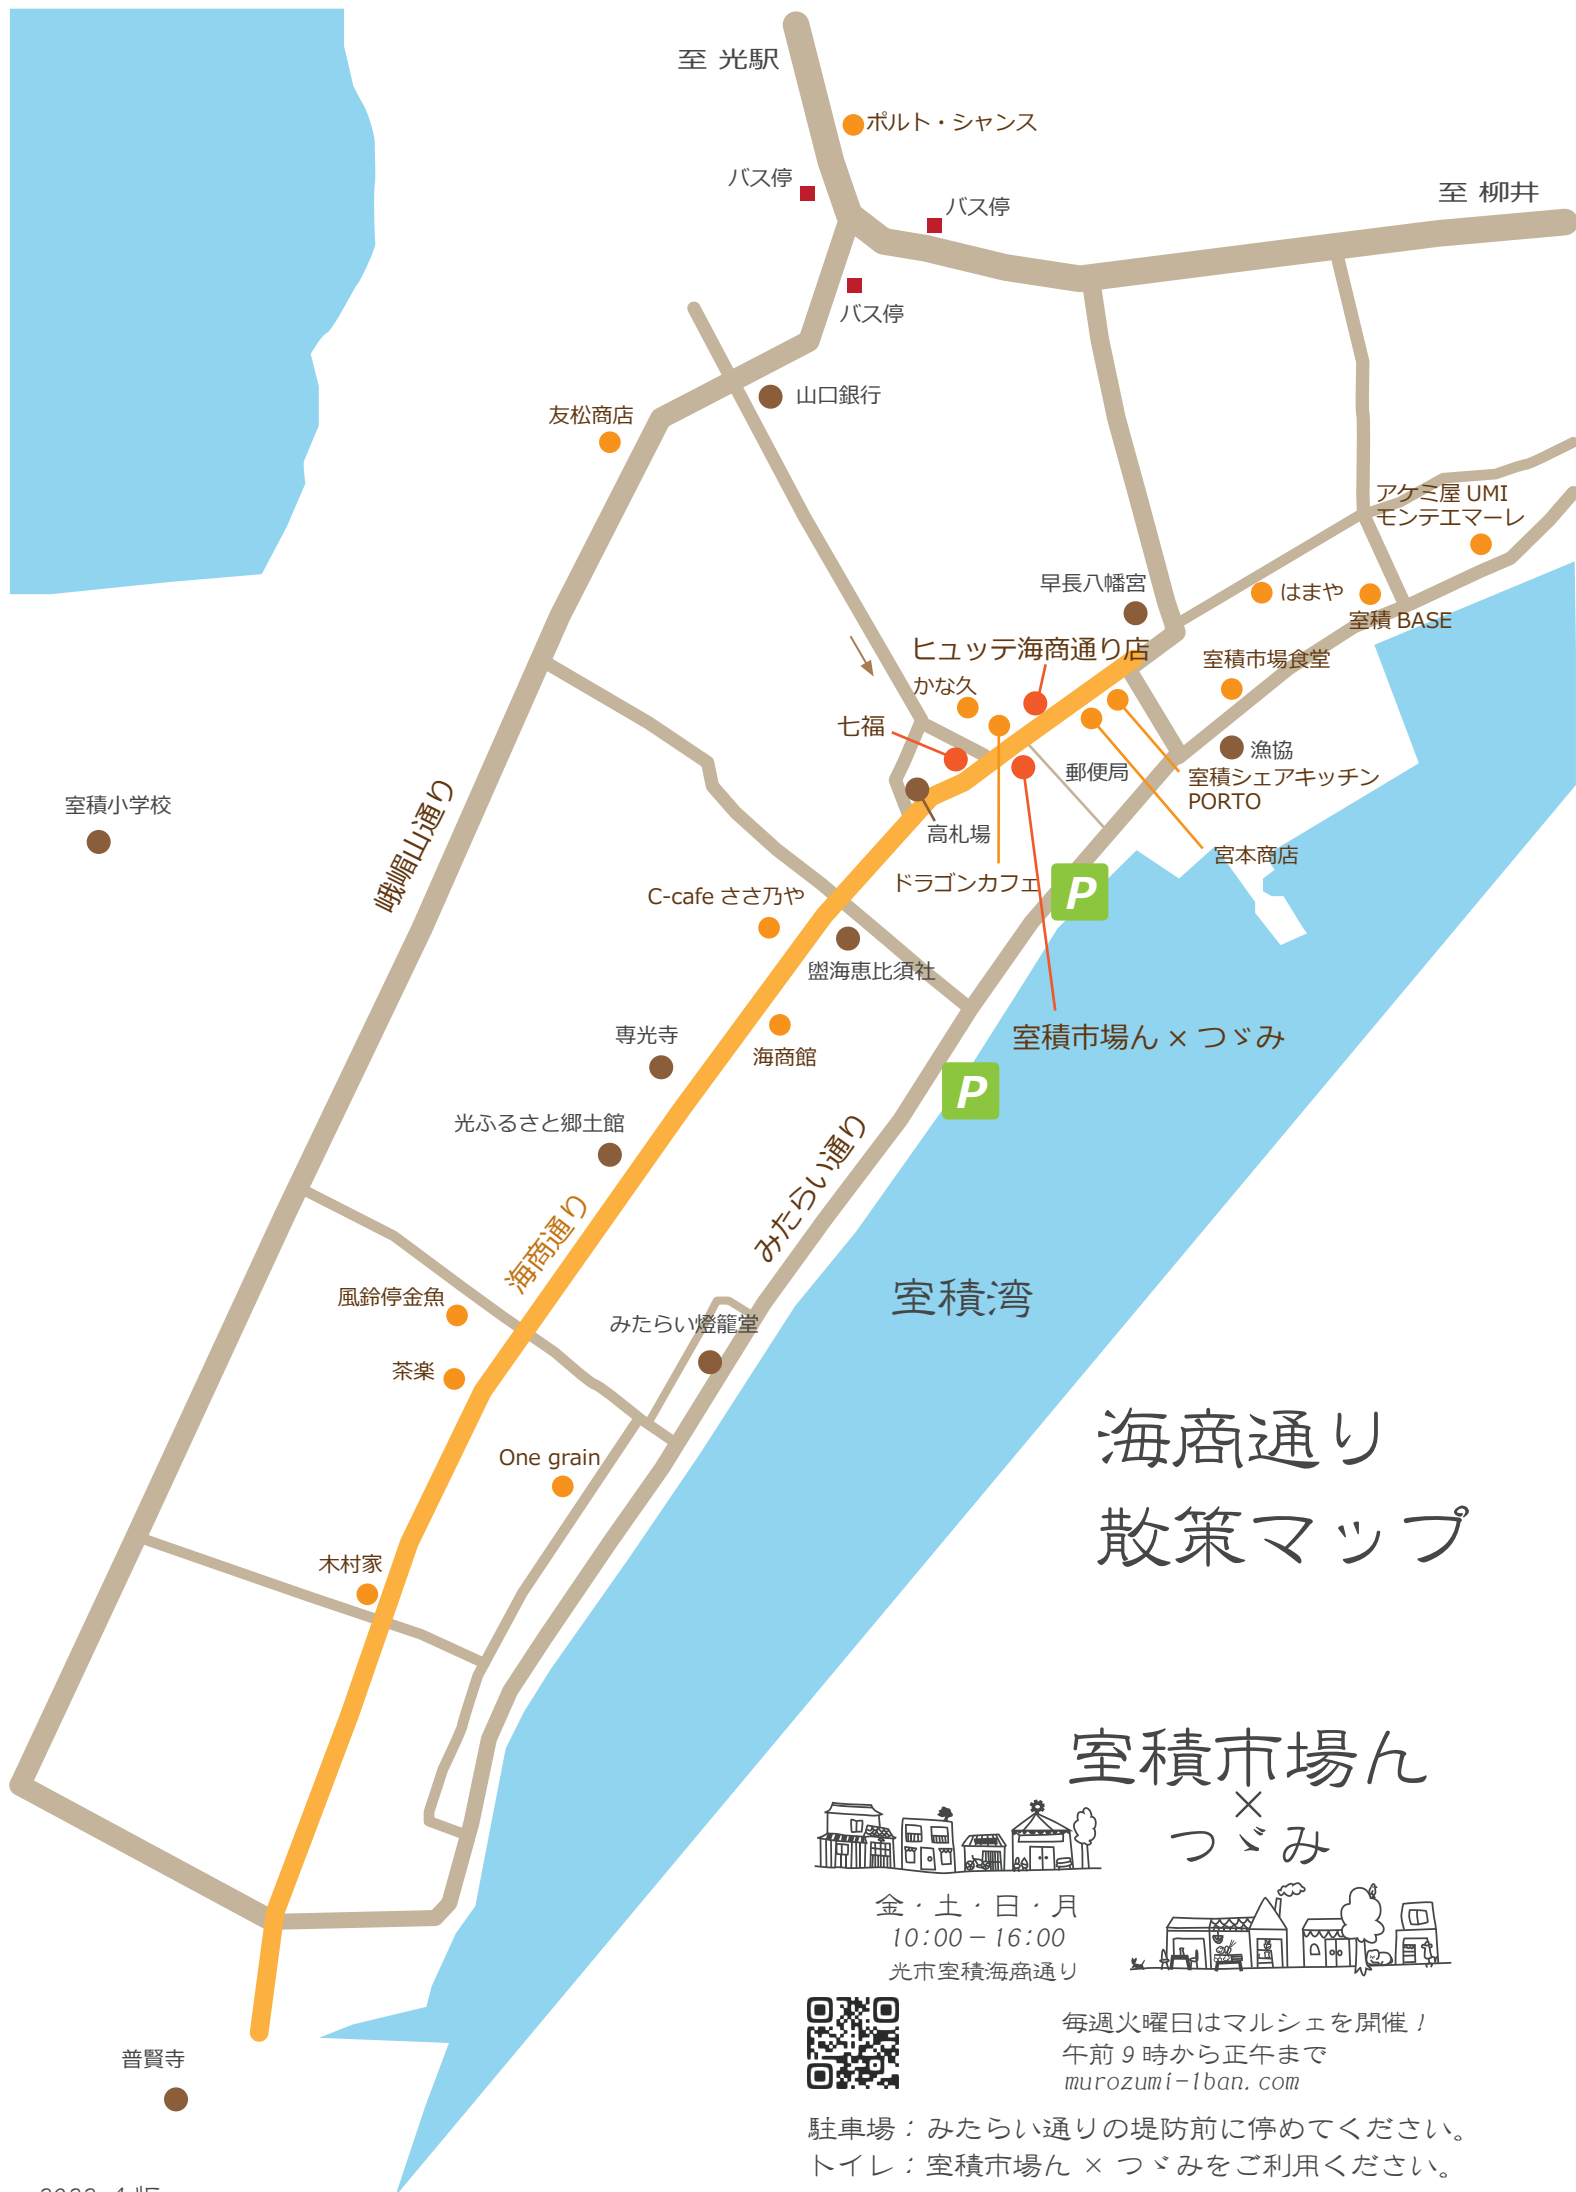 至 光駅
ポルト・シャンス
バス停
バス停
至 柳井
バス停
山口銀行
友松商店
アケミ屋 UMI
モンテエマーレ
早長八幡宮
はまや
室積 BASE
ヒュッテ海商通り店
室積市場食堂
かな久
七福
漁協
郵便局
室積シェアキッチン
PORTO
室積小学校
峨嵋山通り
高札場
宮本商店
ドラゴンカフェ
P
C-cafe ささ乃や
盥海恵比須社
専光寺
海商館
室積市場ん × つゞみ
P
光ふるさと郷土館
みたらい通り
海商通り
風鈴停金魚
室積湾
みたらい燈籠堂
茶楽
海商通り
散策マップ
One grain
木村家
室積市場ん
×
つゞみ
金・土・日・月
10:00－16:00
光市室積海商通り
毎週火曜日はマルシェを開催！
午前９時から正午まで
murozumi-1ban.com
普賢寺
駐車場：みたらい通りの堤防前に停めてください。
トイレ：室積市場ん × つゞみをご利用ください。